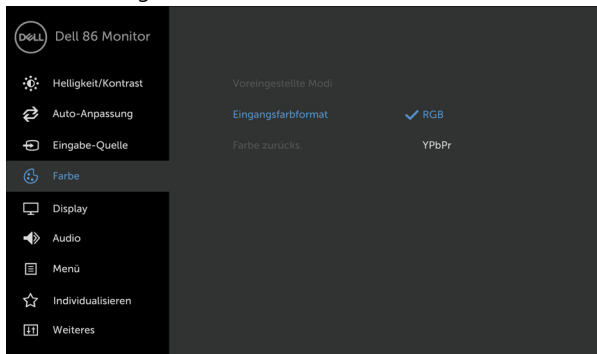 DELL Dell 86 Monitor
Helligkeit/Kontrast
Auto-Anpassung
Eingabe-Quelle
Farbe
Display
Audio
Menü
Individualisieren
Weiteres
Voreingestellte Modi
Eingangsfarbformat RGB
Farbe zurücks. YPbPr